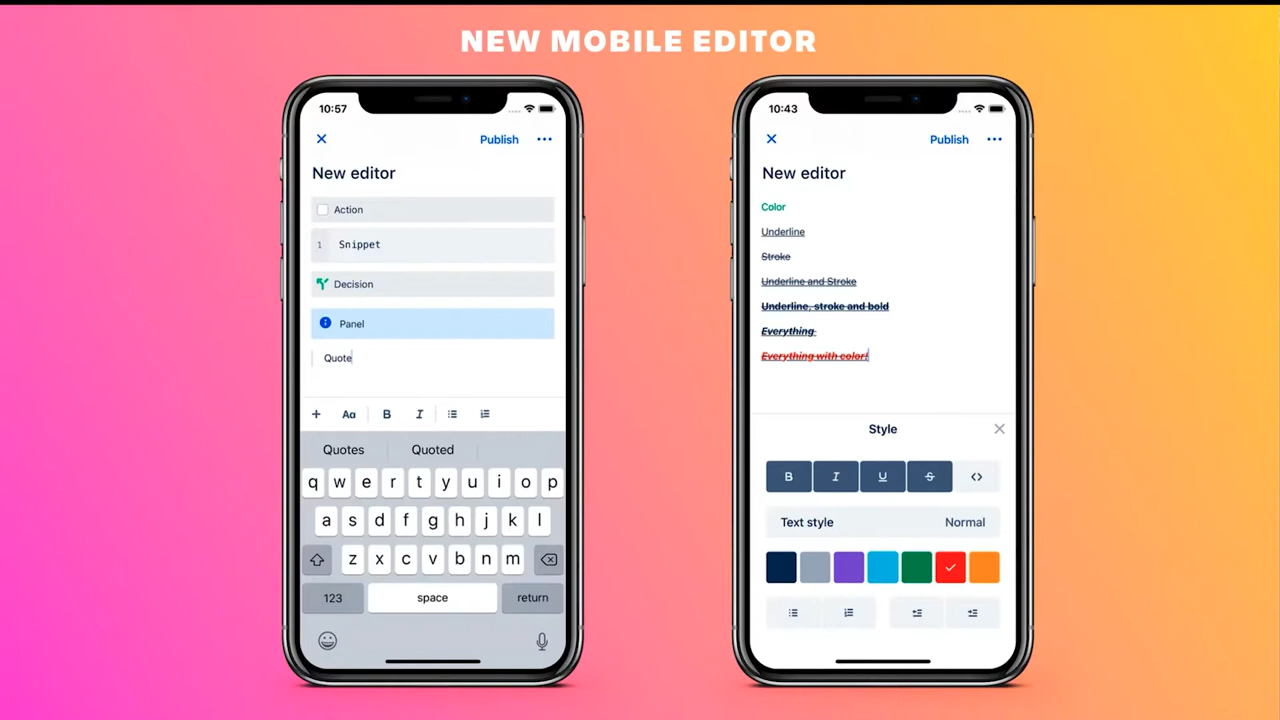 NEW MOBILE EDITOR
10:57
Publish
New editor
Action
1 Snippet
Decision
Panel
Quote
+ Aa B I
Quotes Quoted
q w e r t y u i o p
a s d f g h j k l
z x c v b n m
123 space return
10:43
Publish
New editor
Color
Underline
Stroke
Underline and Stroke
Underline, stroke and bold
Everything
Everything with color!
Style
B I U S <>
Text style Normal